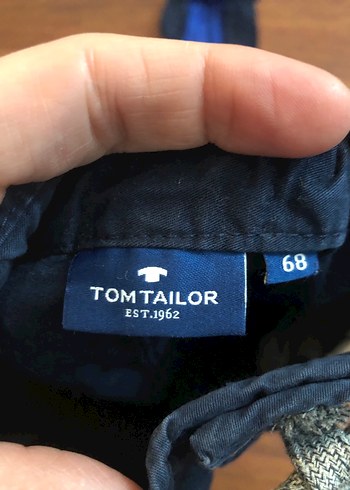 68
TOM TAILOR
EST. 1962